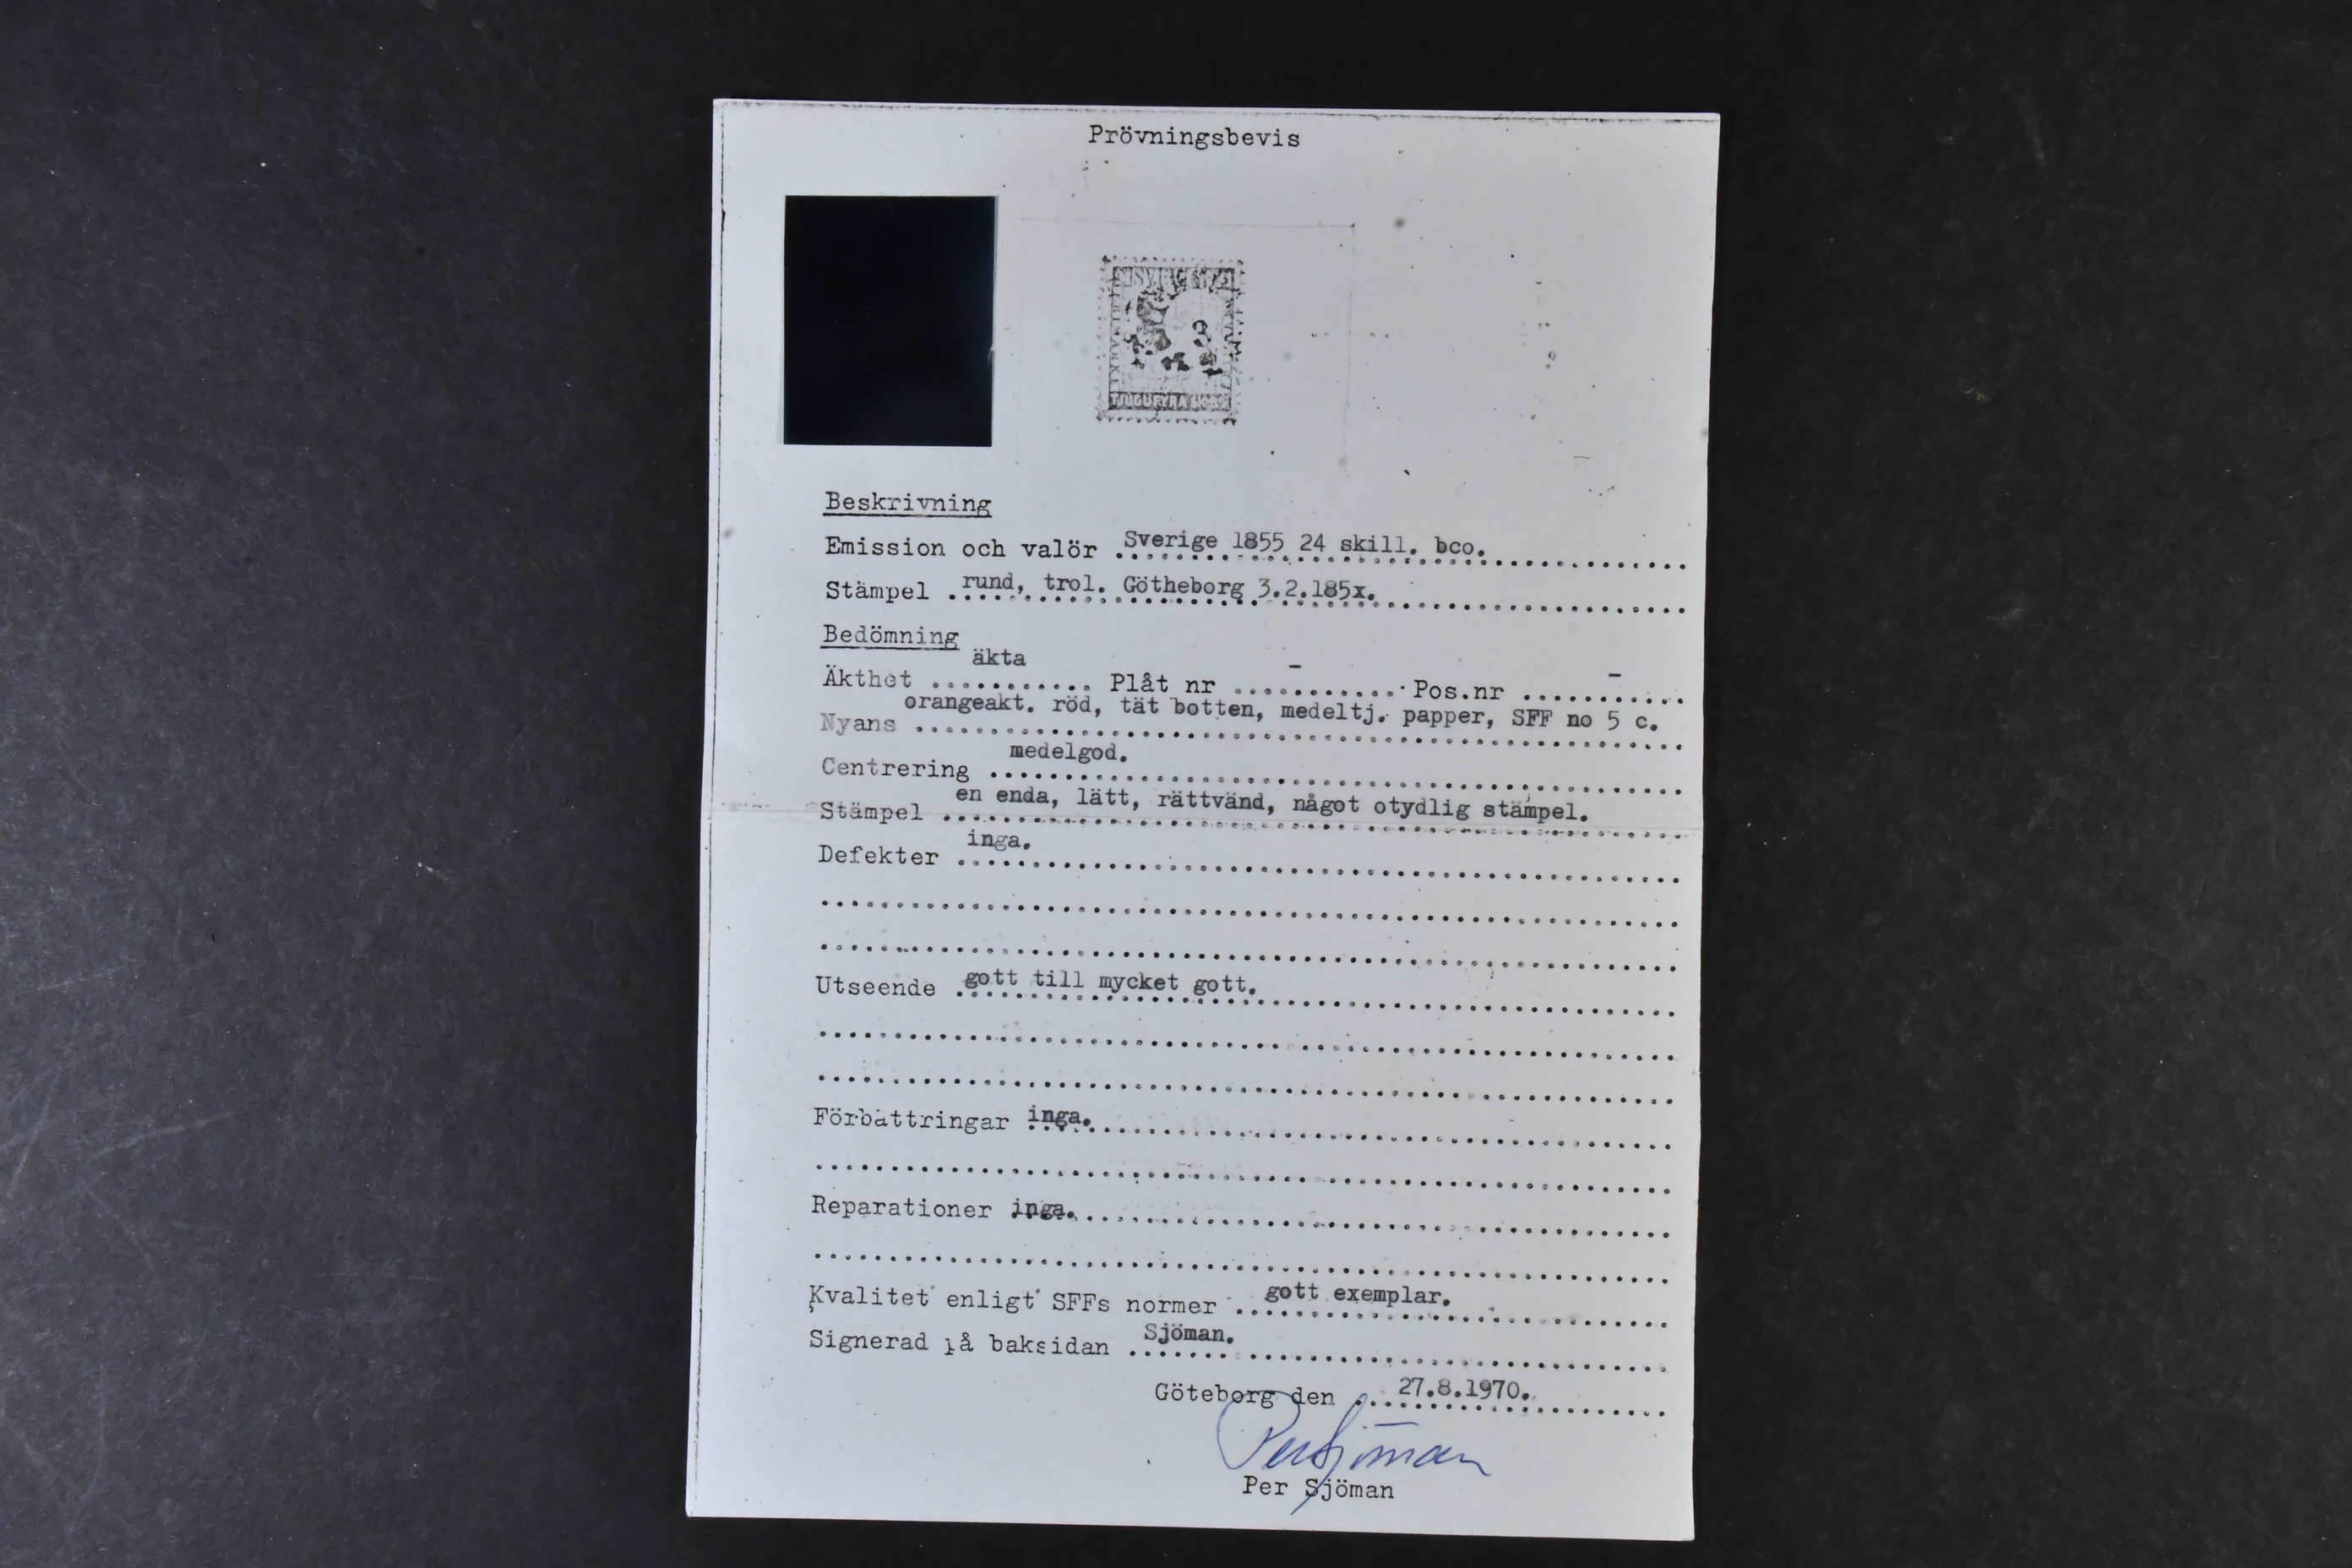 Prövningsbevis
TJUGUFYRA
Beskrivning
Emission och valör Sverige 1855 24 skill. bco.
Stämpel rund, trol. Götheborg 3.2.185x.
Bedömning
Äkthet äkta Plåt nr - Pos.nr -
Nyans orangeakt. röd, tät botten, medeltj. papper, SFF no 5 c.
Centrering medelgod.
Stämpel en enda, lätt, rättvänd, något otydlig stämpel.
Defekter inga.
Utseende gott till mycket gott.
Förbättringar inga.
Reparationer inga.
Kvalitet enligt SFFs normer gott exemplar.
Signerad på baksidan Sjöman.
Göteborg den 27.8.1970.
Per Sjöman
Per Sjöman